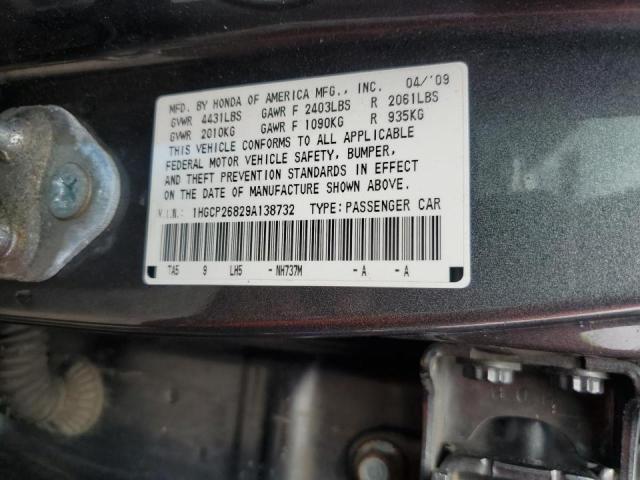 MFD. BY HONDA OF AMERICA MFG., INC. 04/'09
GVWR 4431LBS GAWR F 2403LBS R 2061LBS
GVWR 2010KG GAWR F 1090KG R 935KG
THIS VEHICLE CONFORMS TO ALL APPLICABLE
FEDERAL MOTOR VEHICLE SAFETY, BUMPER,
AND THEFT PREVENTION STANDARDS IN EFFECT
ON THE DATE OF MANUFACTURE SHOWN ABOVE.
V.I.N.: 1HGCP26829A138732 TYPE: PASSENGER CAR
TA5 9 LH5 - NH737M - A - A